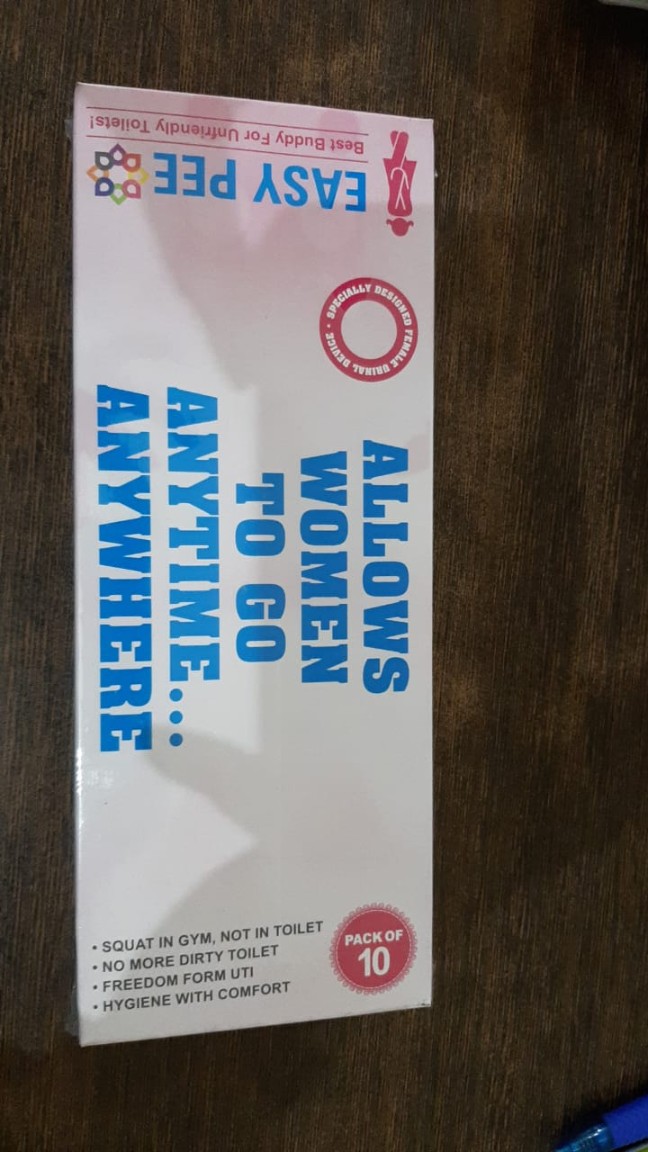 Best Buddy For Unfriendly Toilets!
EASY PEE
SPECIALLY DESIGNED FEMALE URINAL DEVICE •
ALLOWS
WOMEN
TO GO
ANYTIME...
ANYWHERE
PACK OF
10
• SQUAT IN GYM, NOT IN TOILET
• NO MORE DIRTY TOILET
• FREEDOM FORM UTI
• HYGIENE WITH COMFORT